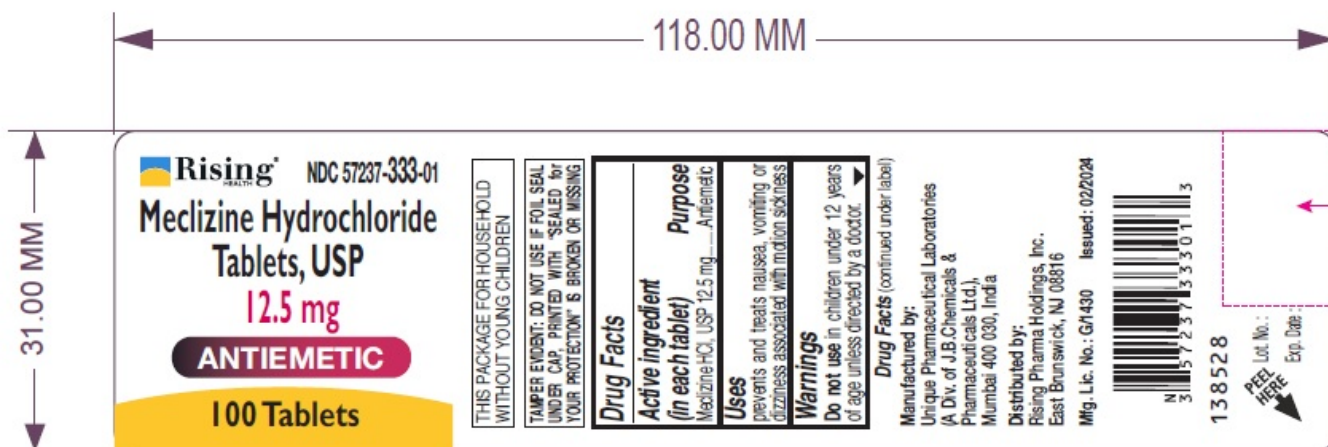 118.00 MM
31.00 MM
Rising®
HEALTH
NDC 57237-333-01
Meclizine Hydrochloride
Tablets, USP
12.5 mg
ANTIEMETIC
100 Tablets
THIS PACKAGE FOR HOUSEHOLD
WITHOUT YOUNG CHILDREN
TAMPER EVIDENT: DO NOT USE IF FOIL SEAL
UNDER CAP, PRINTED WITH "SEALED for
YOUR PROTECTION" IS BROKEN OR MISSING
Drug Facts
Active ingredient
(in each tablet) Purpose
Meclizine HCl, USP 12.5 mg..... Antiemetic
Uses
prevents and treats nausea, vomiting or
dizziness associated with motion sickness
Warnings
Do not use in children under 12 years
of age unless directed by a doctor.
Drug Facts (continued under label)
Manufactured by:
Unique Pharmaceutical Laboratories
(A Div. of J.B.Chemicals &
Pharmaceuticals Ltd.),
Mumbai 400 030, India
Distributed by:
Rising Pharma Holdings, Inc.
East Brunswick, NJ 08816
Mfg. Lic. No.: G/1430 Issued: 02/2024
N
3 57237 33301 3
138528
PEEL
HERE
Lot. No. :
Exp. Date :